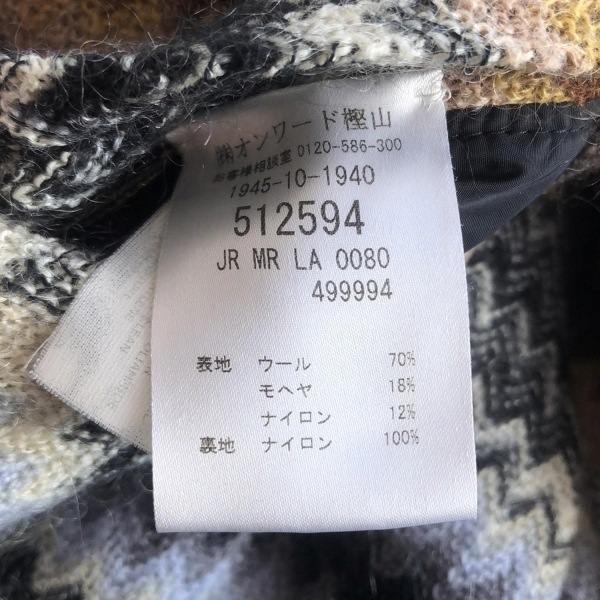 ㈱オンワード樫山
お客様相談室 0120-586-300
1945-10-1940
512594
JR MR LA 0080
499994
表地 ウール 70%
モヘヤ 18%
ナイロン 12%
裏地 ナイロン 100%